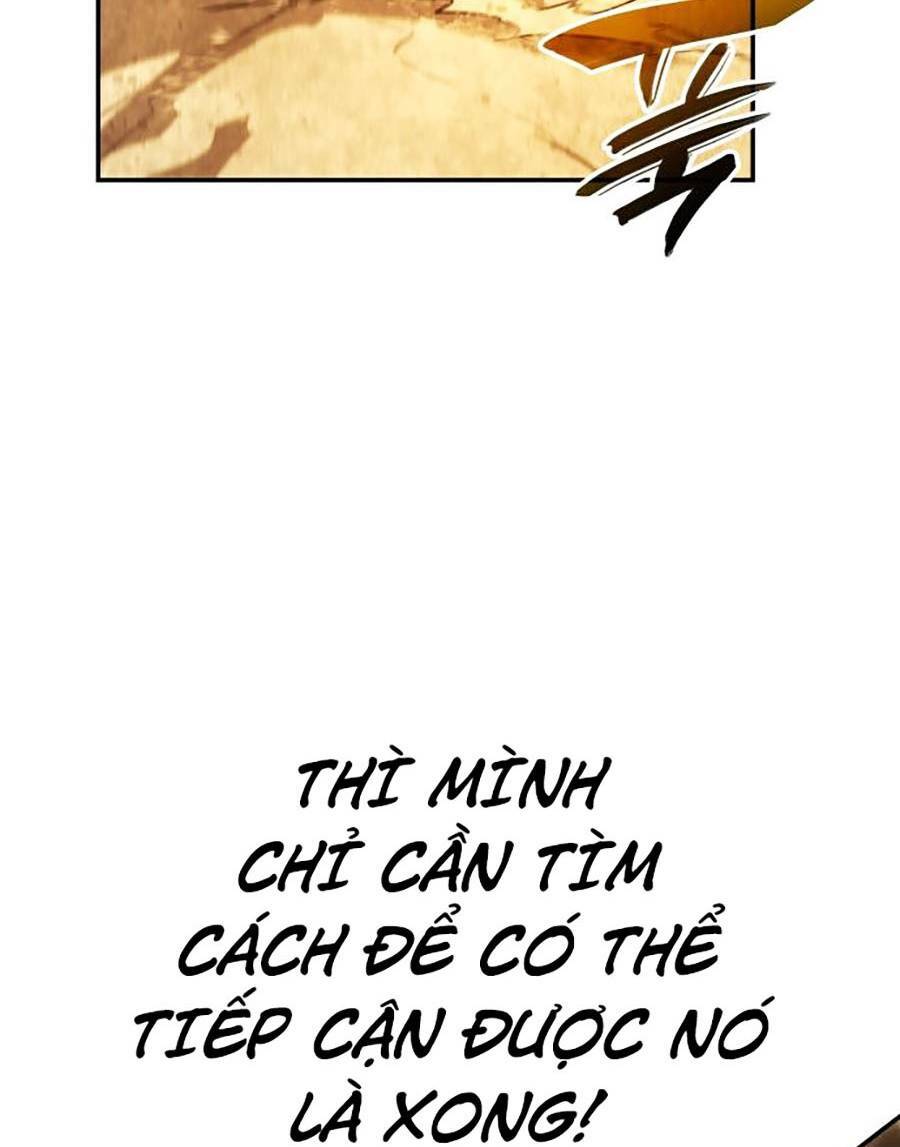 THÌ MÌNH
CHỈ CẦN TÌM
CÁCH ĐỂ CÓ THỂ
TIẾP CẬN ĐƯỢC NÓ
LÀ XONG!